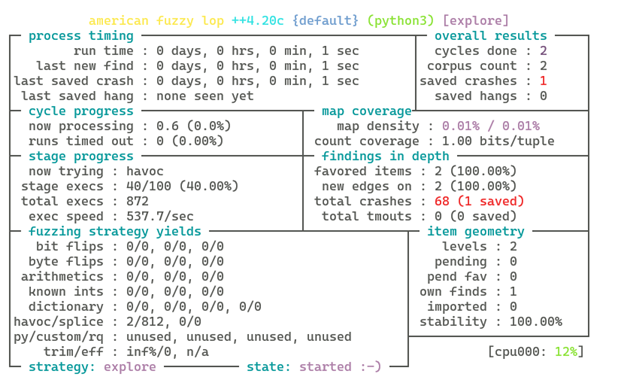 american fuzzy lop ++4.20c {default} (python3) [explore]
process timing overall results
run time : 0 days, 0 hrs, 0 min, 1 sec cycles done : 2
last new find : 0 days, 0 hrs, 0 min, 1 sec corpus count : 2
last saved crash : 0 days, 0 hrs, 0 min, 1 sec saved crashes : 1
last saved hang : none seen yet saved hangs : 0
cycle progress map coverage
now processing : 0.6 (0.0%) map density : 0.01% / 0.01%
runs timed out : 0 (0.00%) count coverage : 1.00 bits/tuple
stage progress findings in depth
now trying : havoc favored items : 2 (100.00%)
stage execs : 40/100 (40.00%) new edges on : 2 (100.00%)
total execs : 872 total crashes : 68 (1 saved)
exec speed : 537.7/sec total tmouts : 0 (0 saved)
fuzzing strategy yields item geometry
bit flips : 0/0, 0/0, 0/0 levels : 2
byte flips : 0/0, 0/0, 0/0 pending : 0
arithmetics : 0/0, 0/0, 0/0 pend fav : 0
known ints : 0/0, 0/0, 0/0 own finds : 1
dictionary : 0/0, 0/0, 0/0, 0/0 imported : 0
havoc/splice : 2/812, 0/0 stability : 100.00%
py/custom/rq : unused, unused, unused, unused
trim/eff : inf%/0, n/a [cpu000: 12%]
strategy: explore state: started :-)